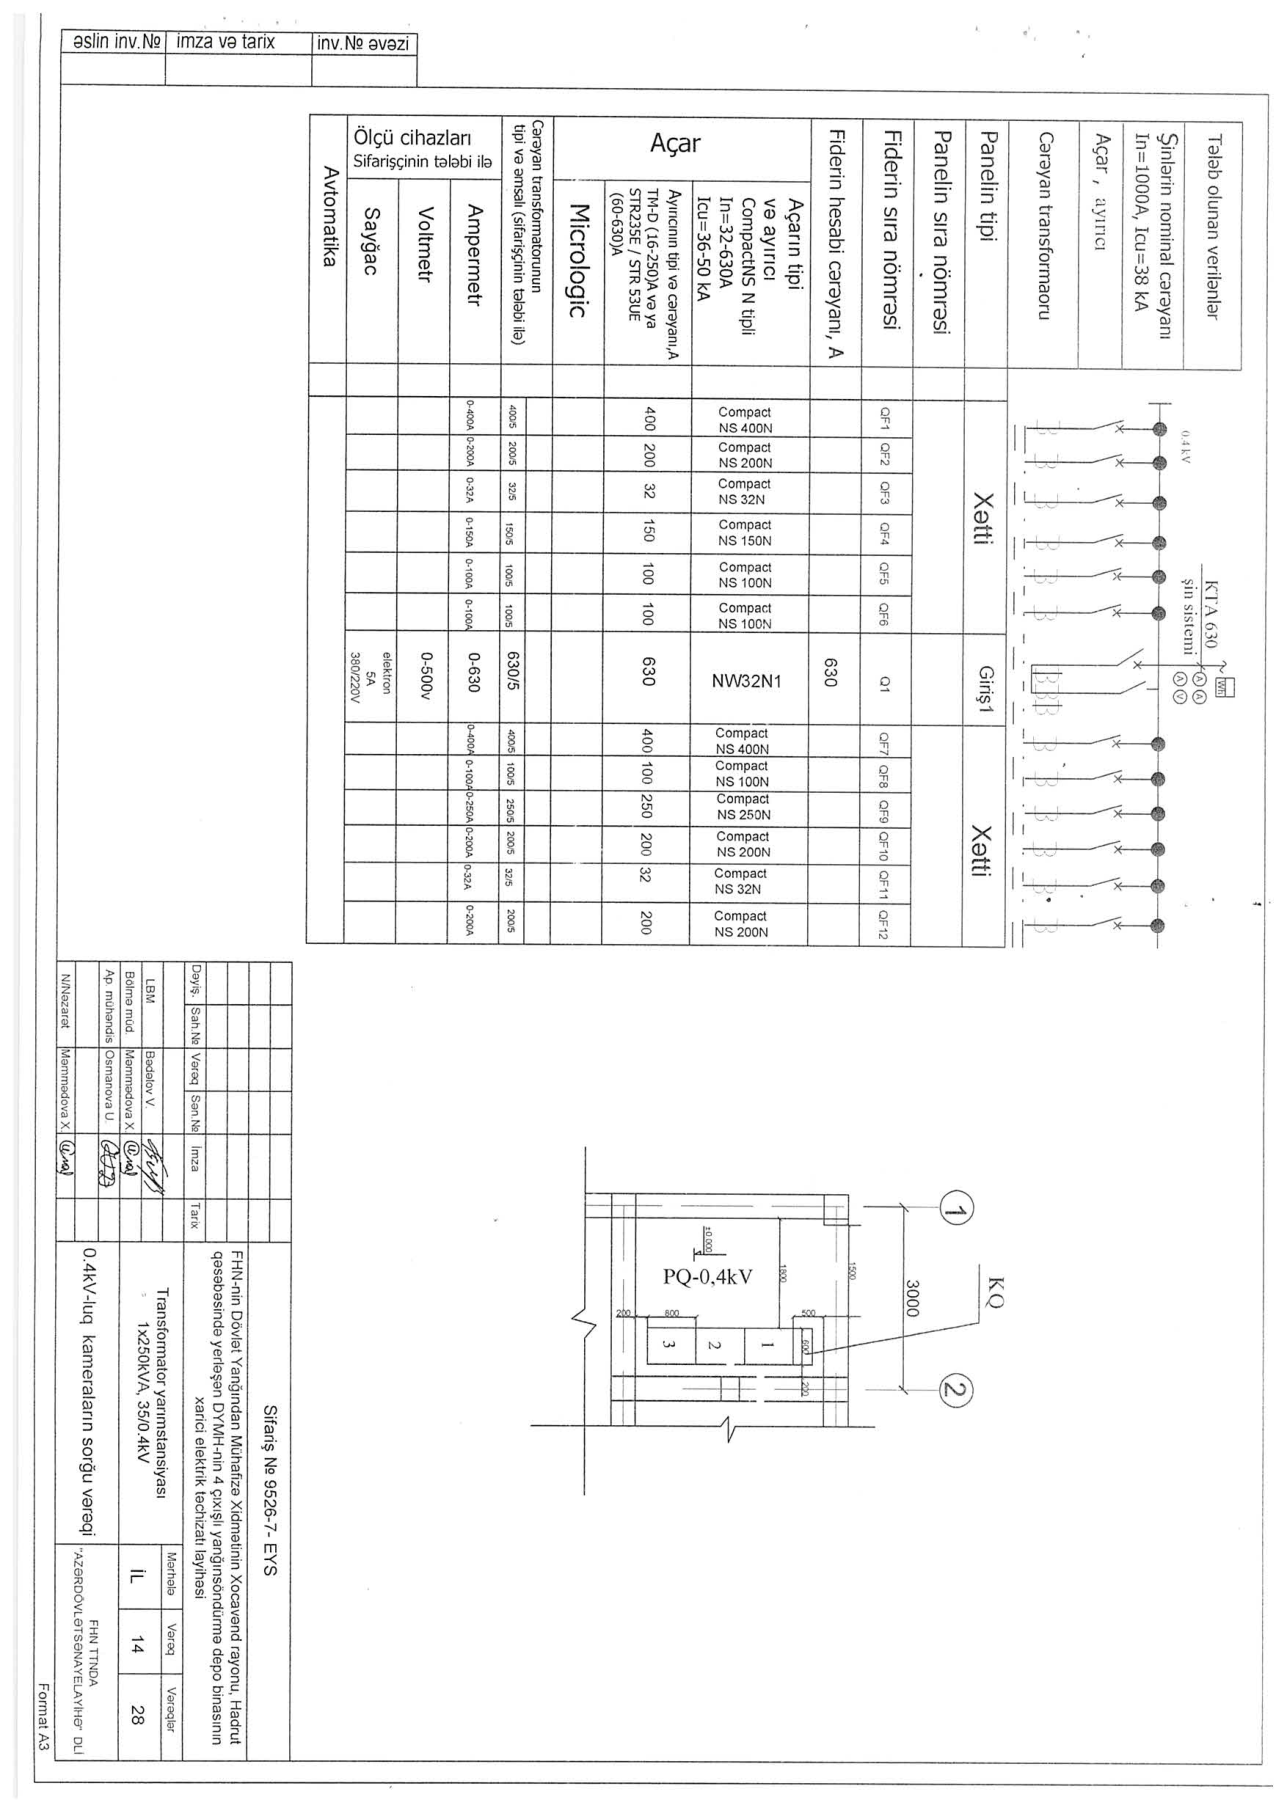 əslin inv.№ imza və tarix inv.№ əvəzi
Tələb olunan verilənlər
Şinlərin nominal cərəyanı
In=1000A, Icu=38 kA
Açar , ayırıcı
Cərəyan transformaoru
0.4 kV
KTA 630
şin sistemi
Wh
A A
A V
Panelin tipi Xətti Giriş1 Xətti
Panelin sıra nömrəsi
Fiderin sıra nömrəsi QF1 QF2 QF3 QF4 QF5 QF6 Q1 QF7 QF8 QF9 QF10 QF11 QF12
Fiderin hesabi cərəyanı, A 630
Açar
Açarın tipi
və ayırıcı
CompactNS N tipli
In=32-630A
Icu=36-50 kA
Compact
NS 400N
Compact
NS 200N
Compact
NS 32N
Compact
NS 150N
Compact
NS 100N
Compact
NS 100N
NW32N1
Compact
NS 400N
Compact
NS 100N
Compact
NS 250N
Compact
NS 200N
Compact
NS 32N
Compact
NS 200N
Ayırıcının tipi və cərəyanı,A
TM-D (16-250)A və ya
STR235E / STR 53UE
(60-630)A
400 200 32 150 100 100 630 400 100 250 200 32 200
Micrologic
Cərəyan transformatorunun
tipi və əmsalı (sifarişçinin tələbi ilə)
400/5 200/5 32/5 150/5 100/5 100/5 630/5 400/5 100/5 250/5 200/5 32/5 200/5
Ölçü cihazları
Sifarişçinin tələbi ilə
Ampermetr 0-400A 0-200A 0-32A 0-150A 0-100A 0-100A 0-630 0-400A 0-100A 0-250A 0-200A 0-32A 0-200A
Voltmetr 0-500v
Sayğac
elektron
5A
380/220V
Avtomatika
KQ
1 2
3000
1500
1800
500
600
200
800
200
±0.000
PQ-0,4kV
1
2
3
Sifariş № 9526-7- EYS
FHN-nin Dövlət Yanğından Mühafizə Xidmətinin Xocavənd rayonu, Hadrut
qəsəbəsində yerləşən DYMH-nin 4 çıxışlı yanğınsöndürmə depo binasının
xarici elektrik təchizatı layihəsi
Dəyiş. Sah.№ Vərəq Sən.№ İmza Tarix
LBM Bədəlov V.
Bölmə müd. Məmmədova X.
Ap. mühəndis Osmanova U.
N/Nəzarət Məmmədova X.
Transformator yarımstansiyası
1x250kVA, 35/0.4kV
Mərhələ Vərəq Vərəqlər
İL 14 28
0.4kV-luq kameraların sorğu vərəqi
FHN TTNDA
"AZƏRDÖVLƏTSƏNAYELAYİHƏ" DLİ
Format A3